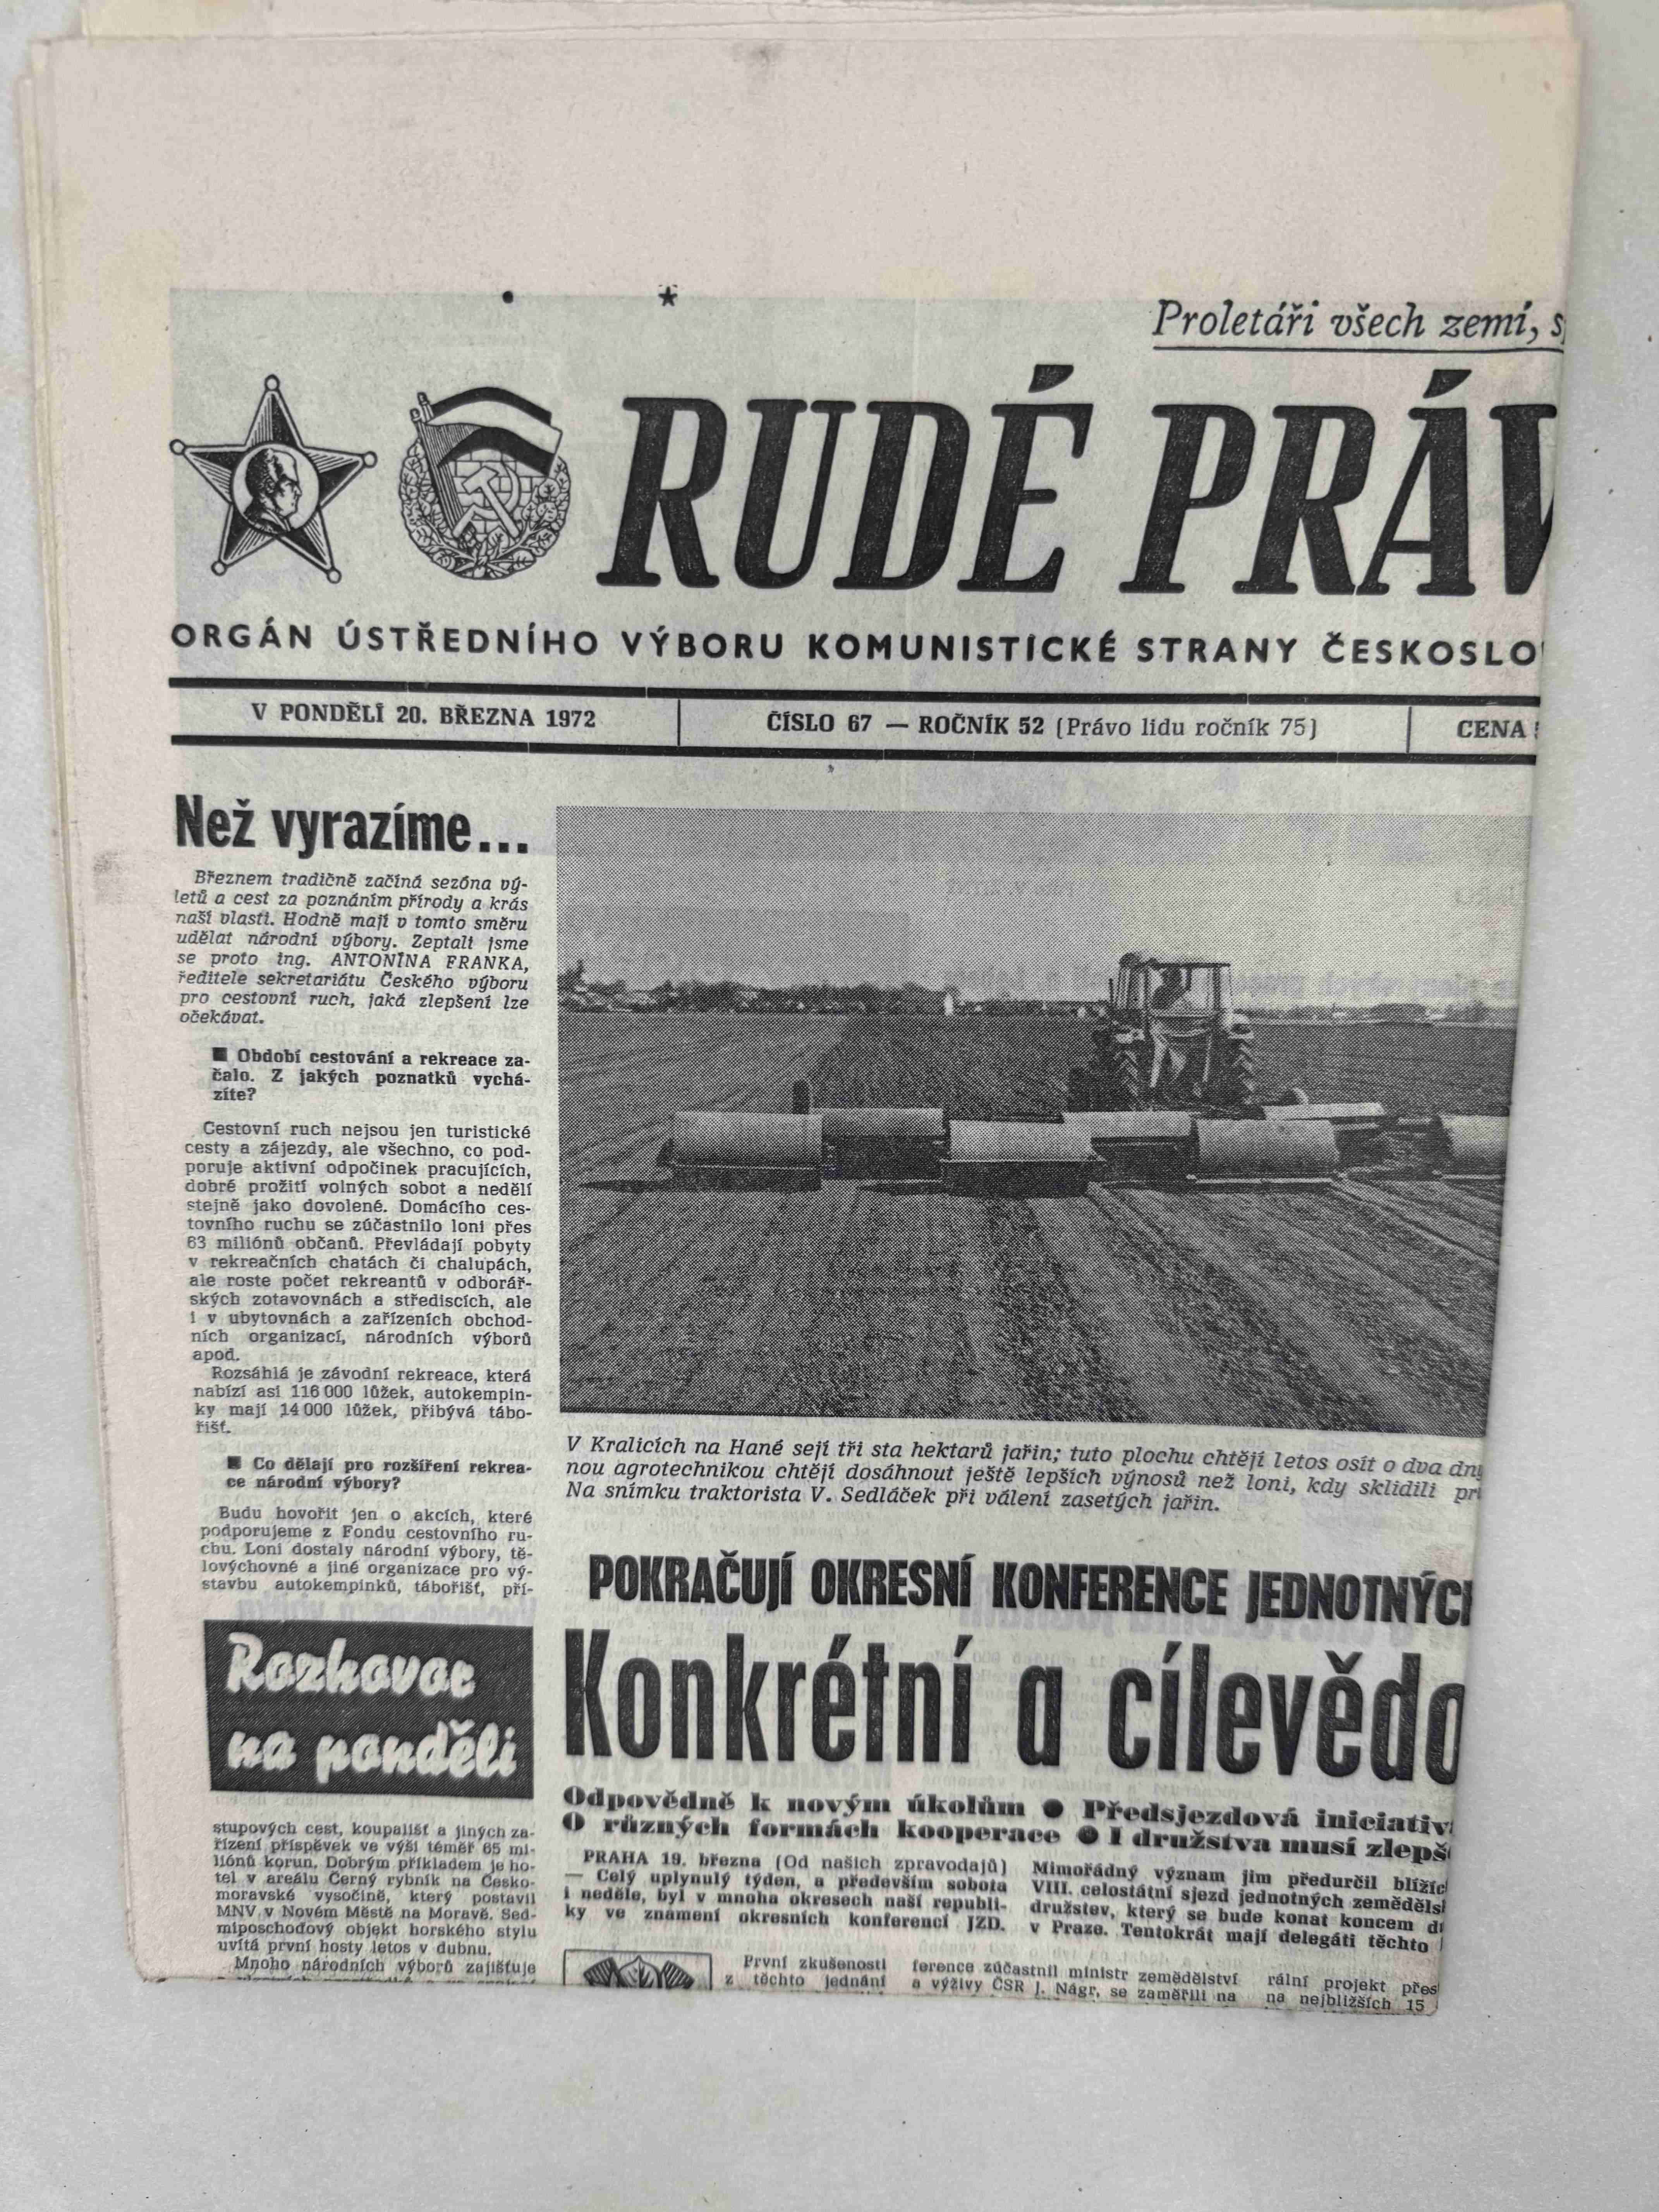 Proletáři všech zemí,
RUDÉ PRÁV
ORGÁN ÚSTŘEDNÍHO VÝBORU KOMUNISTICKÉ STRANY ČESKOSLO
V PONDĚLÍ 20. BŘEZNA 1972
ČÍSLO 67 — ROČNÍK 52 (Právo lidu ročník 75)
CENA
Než vyrazíme...
Březnem tradičně začíná sezóna vý-
letů a cest za poznáním přírody a krás
naší vlasti. Hodně mají v tomto směru
udělat národní výbory. Zeptali jsme
se proto ing. ANTONÍNA FRANKA,
ředitele sekretariátu Českého výboru
pro cestovní ruch, jaká zlepšení lze
očekávat.
■ Období cestování a rekreace za-
čalo. Z jakých poznatků vychá-
zíte?
Cestovní ruch nejsou jen turistické
cesty a zájezdy, ale všechno, co pod-
poruje aktivní odpočinek pracujících,
dobré prožití volných sobot a nedělí
stejně jako dovolené. Domácího ces-
tovního ruchu se zúčastnilo loni přes
63 miliónů občanů. Převládají pobyty
v rekreačních chatách či chalupách,
ale roste počet rekreantů v odborář-
ských zotavovnách a střediscích, ale
i v ubytovnách a zařízeních obchod-
ních organizací, národních výborů
apod.
Rozsáhlá je závodní rekreace, která
nabízí asi 116 000 lůžek, autokempin-
ky mají 14 000 lůžek, přibývá tábo-
řišť.
■ Co dělají pro rozšíření rekrea-
ce národní výbory?
Budu hovořit jen o akcích, které
podporujeme z Fondu cestovního ru-
chu. Loni dostaly národní výbory, tě-
lovýchovné a jiné organizace pro vý-
stavbu autokempinků, tábořišť, pří-
Rozhovor
na pondělí
stupových cest, koupališť a jiných za-
řízení příspěvek ve výši téměř 65 mi-
liónů korun. Dobrým příkladem je ho-
tel v areálu Černý rybník na Česko-
moravské vysočině, který postavil
MNV v Novém Městě na Moravě. Sed-
miposchoďový objekt horského stylu
uvítá první hosty letos v dubnu.
Mnoho národních výborů zajišťuje
V Kralicích na Hané sejí tři sta hektarů jařin; tuto plochu chtějí letos osít o dva dny
nou agrotechnikou chtějí dosáhnout ještě lepších výnosů než loni, kdy sklidili
Na snímku traktorista V. Sedláček při válení zasetých jařin.
POKRAČUJÍ OKRESNÍ KONFERENCE JEDNOTNÝCH
Konkrétní a cílevědo
Odpovědně k novým úkolům ● Předsjezdová iniciativ
O různých formách kooperace ● I družstva musí zlepš
PRAHA 19. března (Od našich zpravodajů)
— Celý uplynulý týden, a především sobota
i neděle, byl v mnoha okresech naší republi-
ky ve znamení okresních konferencí JZD.
Mimořádný význam jim předurčil blížíc
VIII. celostátní sjezd jednotných zeměděls
družstev, který se bude konat koncem
v Praze. Tentokrát mají delegáti těchto
První zkušenosti
z těchto jednání
ference zúčastnil ministr zemědělství
a výživy ČSR J. Nágr, se zaměřili na
rální projekt přes
na nejbližších 15